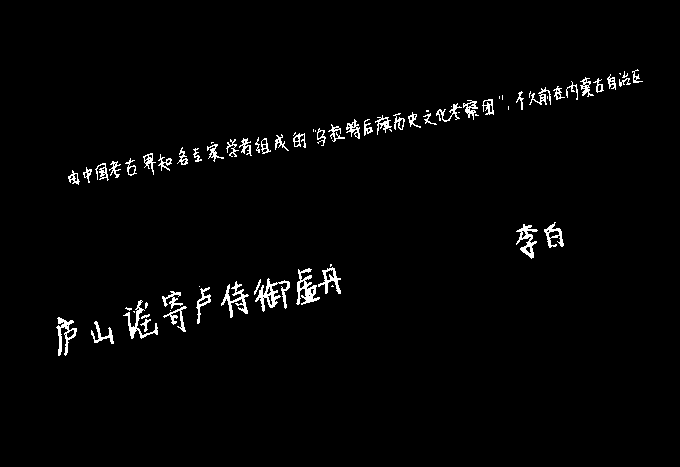 由中国考古界知名专家学者组成的“乌拉特后旗历史文化考察团”,不久前在内蒙古自治区
李白
庐山谣寄卢侍御虚舟